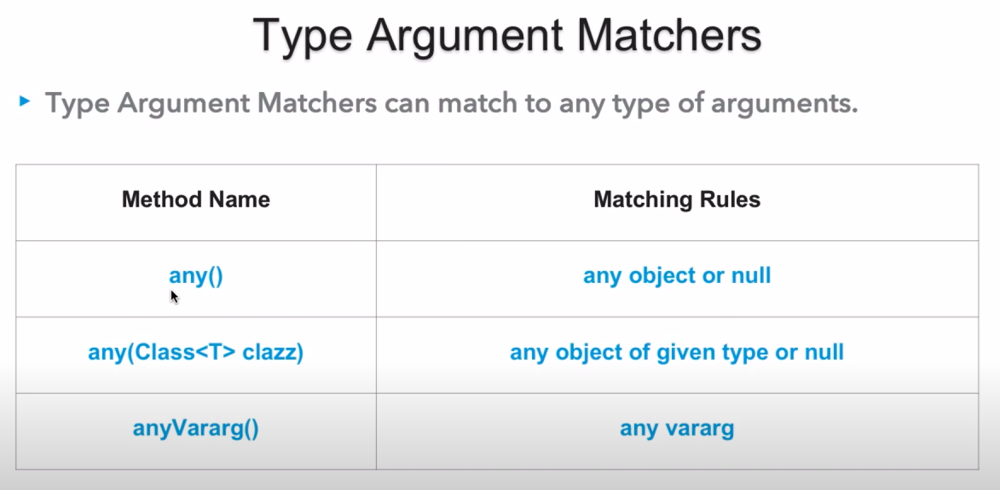 Type Argument Matchers
Type Argument Matchers can match to any type of arguments.
Method Name
Matching Rules
any()
any object or null
any(Class<T> clazz)
any object of given type or null
anyVararg()
any vararg